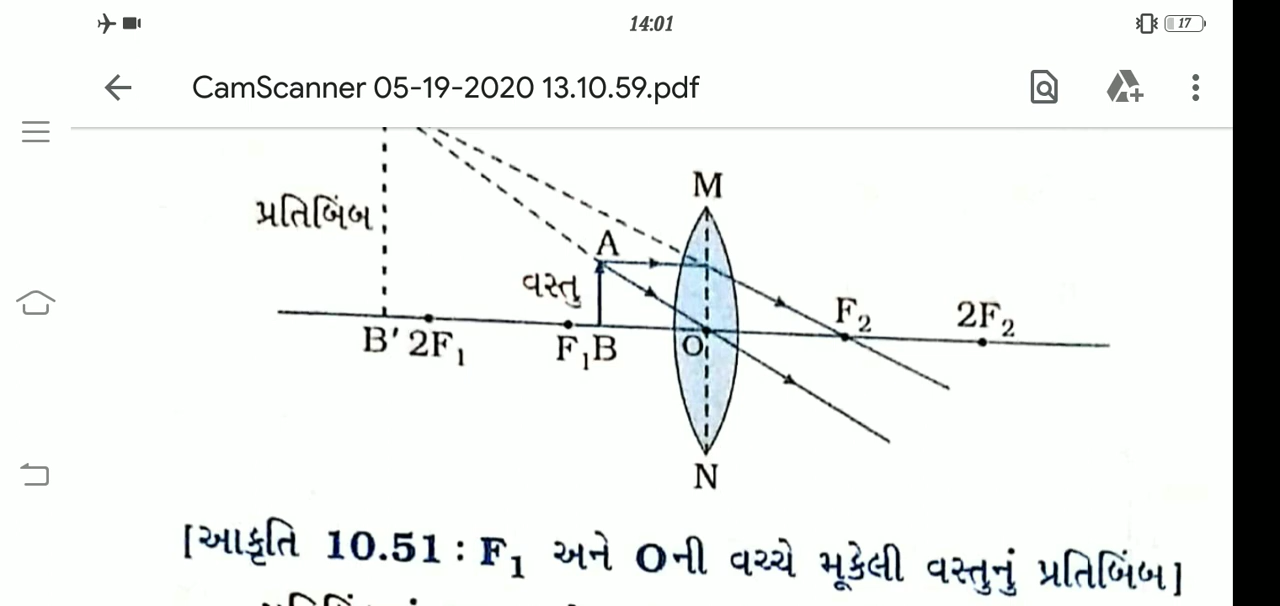 14:01
17
CamScanner 05-19-2020 13.10.59.pdf
M
પ્રતિબિંબ
A
વસ્તુ
F₂ 2F₂
B' 2F₁ F₁B O
N
[આકૃતિ 10.51 : F₁ અને Oની વચ્ચે મૂકેલી વસ્તુનું પ્રતિબિંબ]